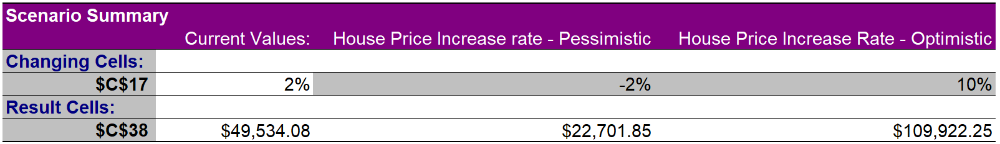 Scenario Summary
Current Values: House Price Increase rate - Pessimistic House Price Increase Rate - Optimistic
Changing Cells:
$C$17 2% -2% 10%
Result Cells:
$C$38 $49,534.08 $22,701.85 $109,922.25